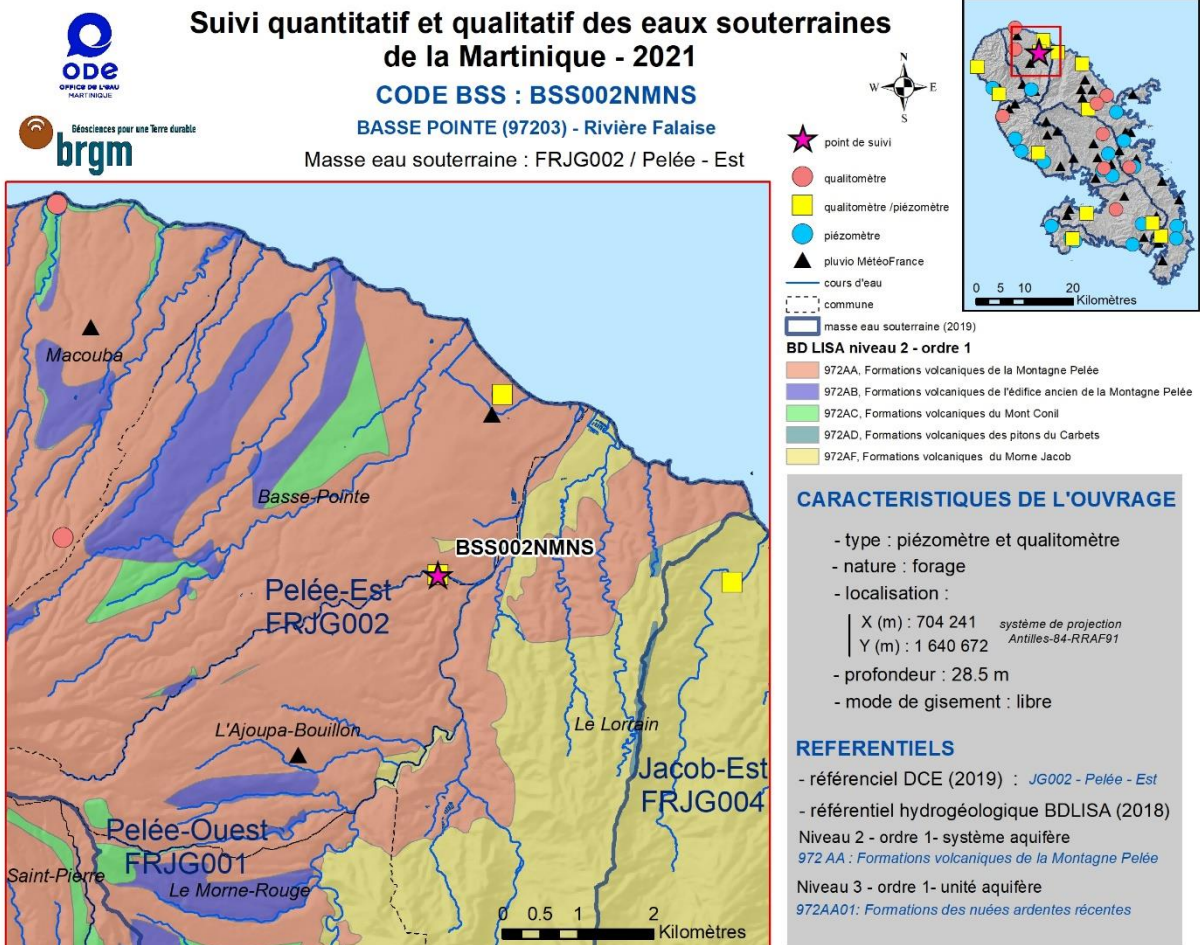 ODE
OFFICE DE L'EAU
MARTINIQUE
Géosciences pour une Terre durable
brgm
Suivi quantitatif et qualitatif des eaux souterraines
de la Martinique - 2021
CODE BSS : BSS002NMNS
BASSE POINTE (97203) - Rivière Falaise
Masse eau souterraine : FRJG002 / Pelée - Est
N
W E
S
point de suivi
qualitomètre
qualitomètre /piézomètre
piézomètre
pluvio MétéoFrance
cours d'eau
commune
masse eau souterraine (2019)
BD LISA niveau 2 - ordre 1
972AA, Formations volcaniques de la Montagne Pelée
972AB, Formations volcaniques de l'édifice ancien de la Montagne Pelée
972AC, Formations volcaniques du Mont Conil
972AD, Formations volcaniques des pitons du Carbets
972AF, Formations volcaniques du Morne Jacob
0 5 10 20
Kilomètres
Macouba
Basse-Pointe
BSS002NMNS
Pelée-Est
FRJG002
Le Lorrain
L'Ajoupa-Bouillon
Jacob-Est
FRJG004
Pelée-Ouest
FRJG001
Saint-Pierre
Le Morne-Rouge
0 0.5 1 2
Kilomètres
CARACTERISTIQUES DE L'OUVRAGE
- type : piézomètre et qualitomètre
- nature : forage
- localisation :
X (m) : 704 241
Y (m) : 1 640 672
système de projection
Antilles-84-RRAF91
- profondeur : 28.5 m
- mode de gisement : libre
REFERENTIELS
- référenciel DCE (2019) : JG002 - Pelée - Est
- référentiel hydrogéologique BDLISA (2018)
Niveau 2 - ordre 1- système aquifère
972 AA : Formations volcaniques de la Montagne Pelée
Niveau 3 - ordre 1- unité aquifère
972AA01: Formations des nuées ardentes récentes